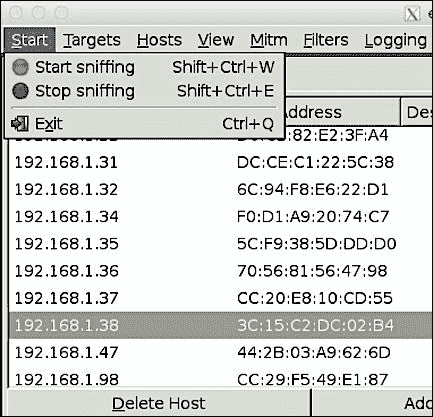 X e
Start Targets Hosts View Mitm Filters Logging
Start sniffing Shift+Ctrl+W
Stop sniffing Shift+Ctrl+E
Exit Ctrl+Q
Address Des
82:E2:3F:A4
192.168.1.31 DC:CE:C1:22:5C:38
192.168.1.32 6C:94:F8:E6:22:D1
192.168.1.34 F0:D1:A9:20:74:C7
192.168.1.35 5C:F9:38:5D:DD:D0
192.168.1.36 70:56:81:56:47:98
192.168.1.37 CC:20:E8:10:CD:55
192.168.1.38 3C:15:C2:DC:02:B4
192.168.1.47 44:2B:03:A9:62:6D
192.168.1.98 CC:29:F5:49:E1:87
Delete Host Add